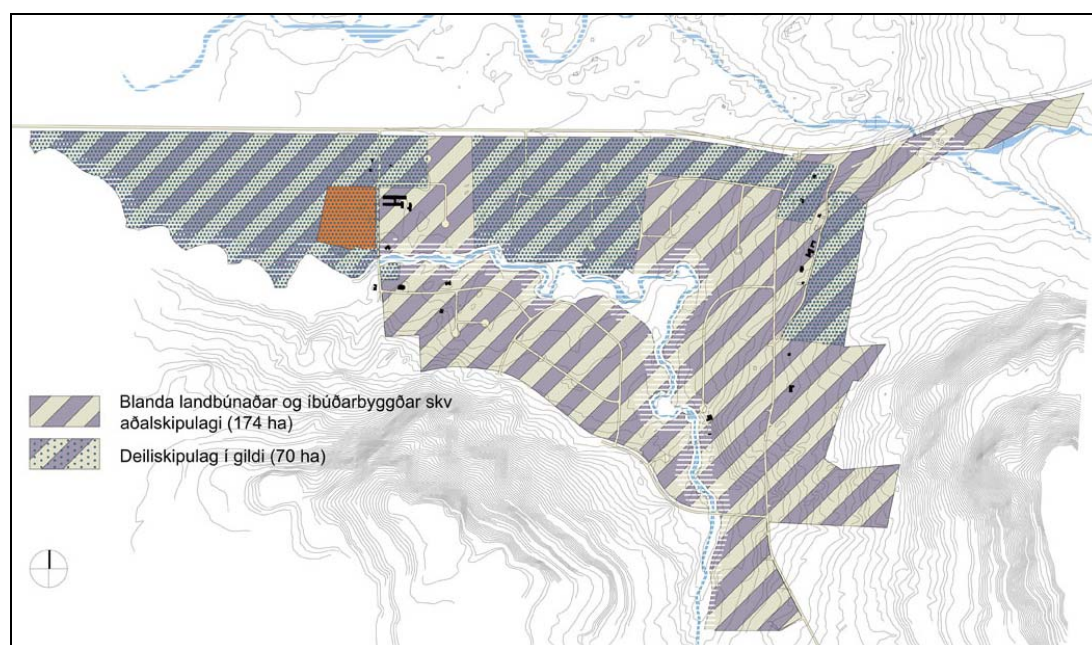 Blanda landbúnaðar og íbúðarbyggðar skv
aðalskipulagi (174 ha)
Deiliskipulag í gildi (70 ha)